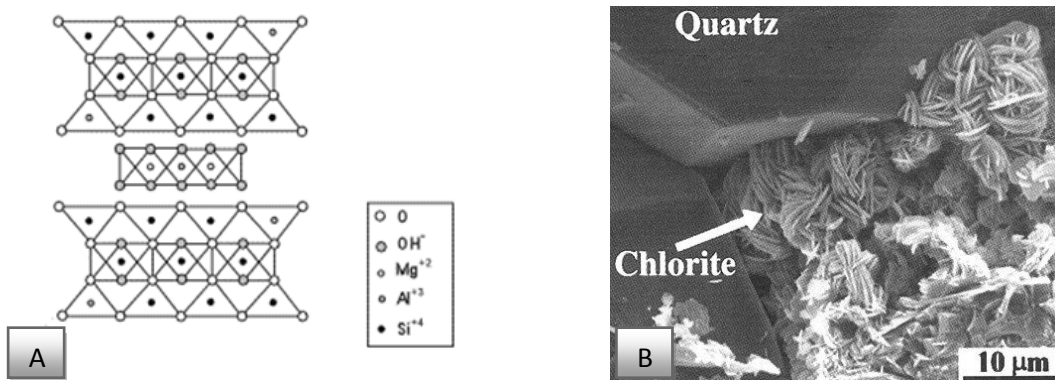 O
OH⁻
Mg⁺²
Al⁺³
Si⁺⁴
A
Quartz
Chlorite
B
10 μm